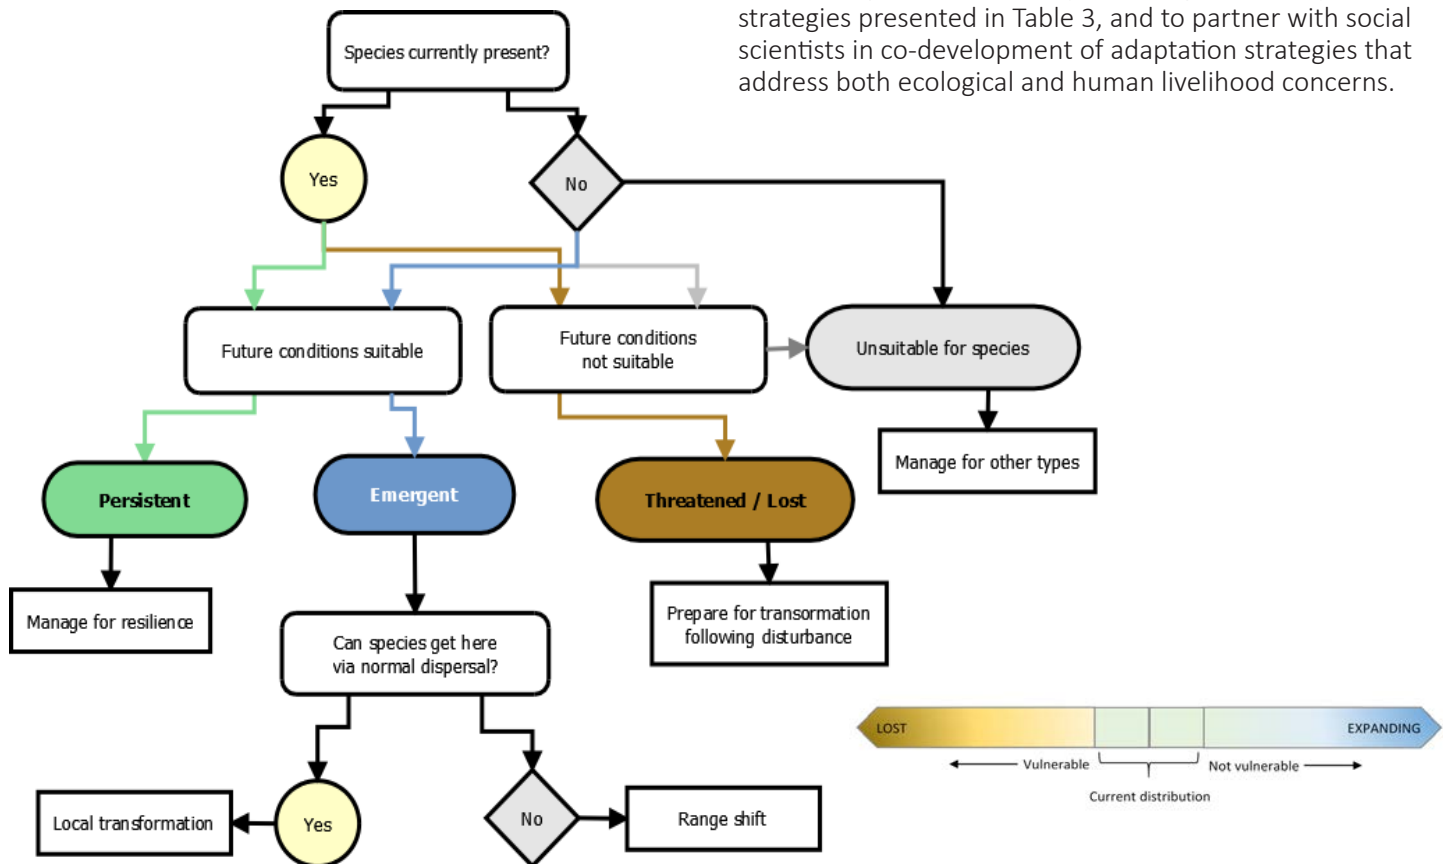 strategies presented in Table 3, and to partner with social
scientists in co-development of adaptation strategies that
address both ecological and human livelihood concerns.
Species currently present?
Yes
No
Future conditions suitable
Future conditions
not suitable
Unsuitable for species
Manage for other types
Persistent
Emergent
Threatened / Lost
Manage for resilience
Prepare for transormation
following disturbance
Can species get here
via normal dispersal?
LOST
EXPANDING
Vulnerable
Not vulnerable
Current distribution
Local transformation
Yes
No
Range shift